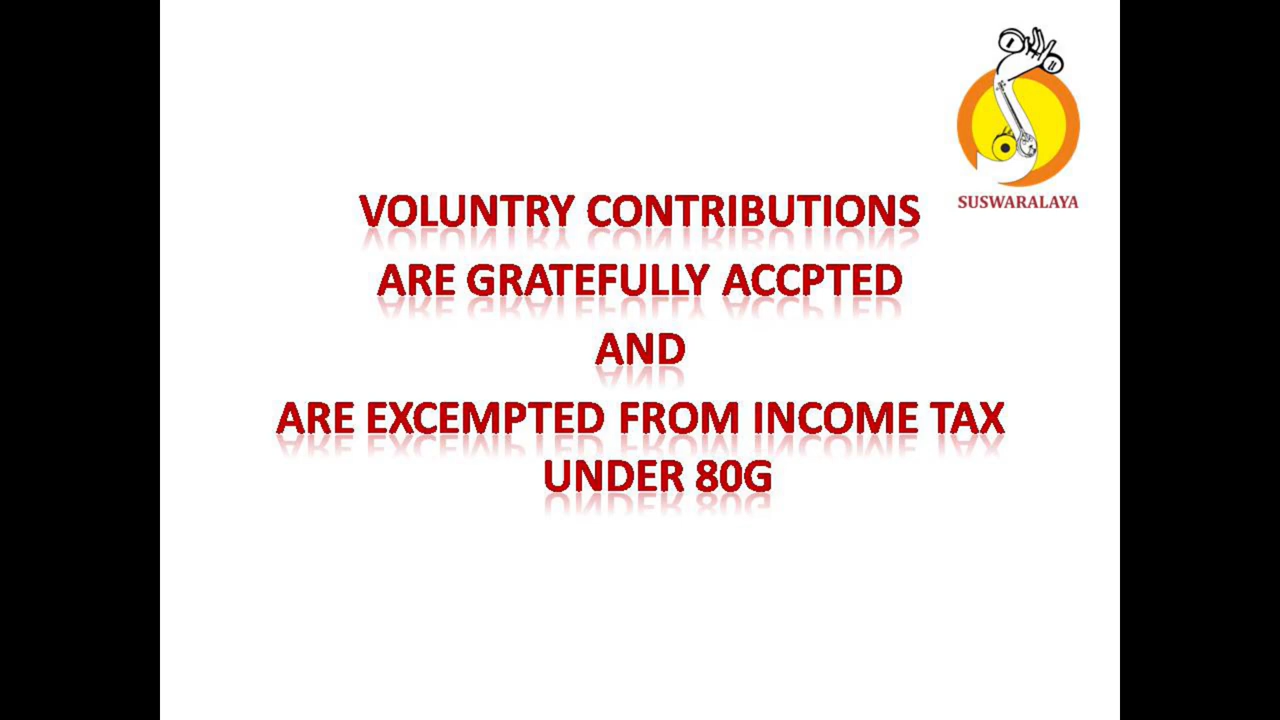 SUSWARALAYA
VOLUNTRY CONTRIBUTIONS
ARE GRATEFULLY ACCPTED
AND
ARE EXCEMPTED FROM INCOME TAX
UNDER 80G